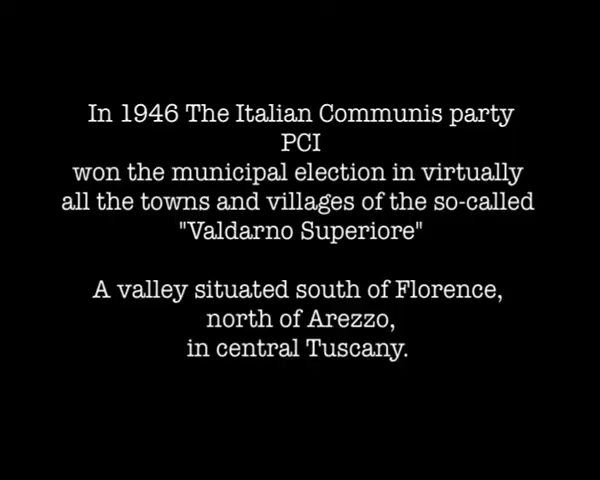 In 1946 The Italian Communis party
PCI
won the municipal election in virtually
all the towns and villages of the so-called
"Valdarno Superiore"
A valley situated south of Florence,
north of Arezzo,
in central Tuscany.